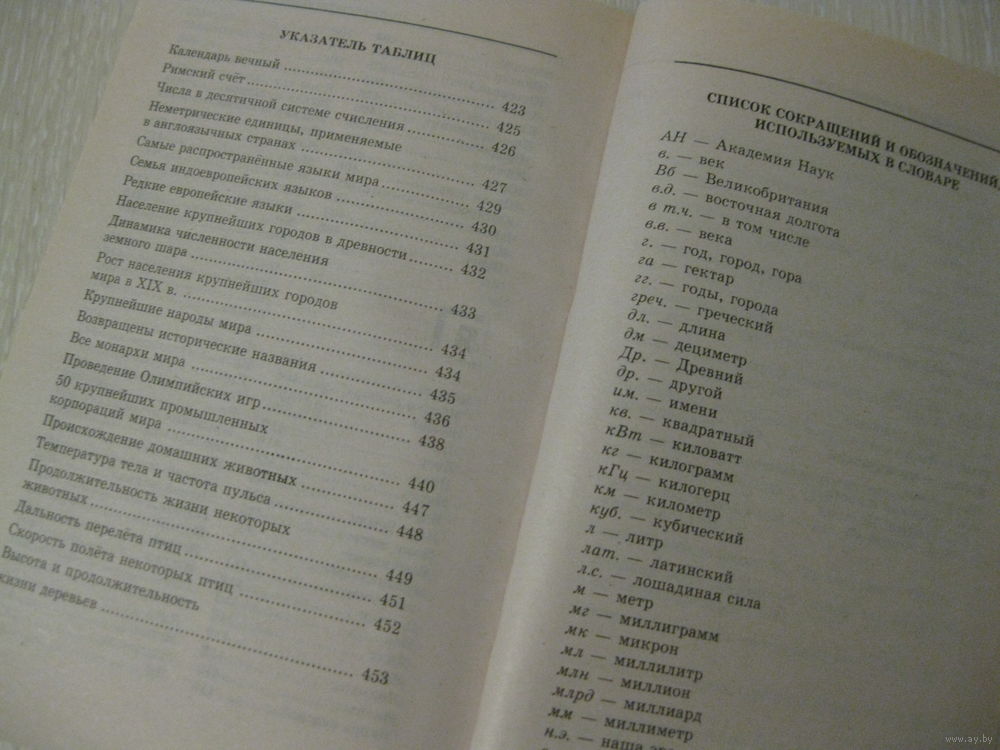 УКАЗАТЕЛЬ ТАБЛИЦ
Календарь вечный ........ 423
Римский счёт ........ 425
Числа в десятичной системе счисления ........ 426
Неметрические единицы, применяемые
в англоязычных странах ........ 427
Самые распространённые языки мира ........ 429
Семья индоевропейских языков ........ 430
Редкие европейские языки ........ 431
Население крупнейших городов в древности ........ 432
Динамика численности населения
земного шара ........ 433
Рост населения крупнейших городов
мира в XIX в. ........ 434
Крупнейшие народы мира ........ 434
Возвращены исторические названия ........ 435
Все монархи мира ........ 436
Проведение Олимпийских игр ........ 438
50 крупнейших промышленных
корпораций мира ........ 440
Происхождение домашних животных ........ 447
Температура тела и частота пульса ........ 448
Продолжительность жизни некоторых
животных ........ 449
Дальность перелёта птиц ........ 451
Скорость полёта некоторых птиц ........ 452
Высота и продолжительность
жизни деревьев ........ 453
СПИСОК СОКРАЩЕНИЙ И ОБОЗНАЧЕНИЙ,
ИСПОЛЬЗУЕМЫХ В СЛОВАРЕ
АН — Академия Наук
в. — век
Вб — Великобритания
в.д. — восточная долгота
в т.ч. — в том числе
в.в. — века
г. — год, город, гора
га — гектар
гг. — годы, города
греч. — греческий
дл. — длина
дм — дециметр
Др. — Древний
др. — другой
им. — имени
кв. — квадратный
кВт — киловатт
кг — килограмм
кГц — килогерц
км — километр
куб. — кубический
л — литр
лат. — латинский
л.с. — лошадиная сила
м — метр
мг — миллиграмм
мк — микрон
мл — миллилитр
млн — миллион
млрд — миллиард
мм — миллиметр
н.э. — наша
www.ay.by